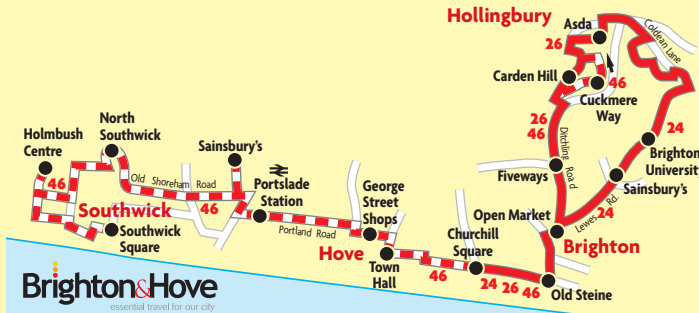 Hollingbury
Asda
26
Coldean Lane
Carden Hill
46
Cuckmere
Way
26
46
24
North
Southwick
Holmbush
Centre
Sainsbury's
Ditchling Road
Brighton
University
Old Shoreham Road
Portslade
Station
46
46
George
Street
Shops
Fiveways
Sainsbury's
Southwick
Southwick
Square
Portland Road
Open Market
Lewes Rd.
24
Churchill
Square
Brighton
Hove
Town
Hall
46
24 26 46
Old Steine
Brighton&Hove
essential travel for our city